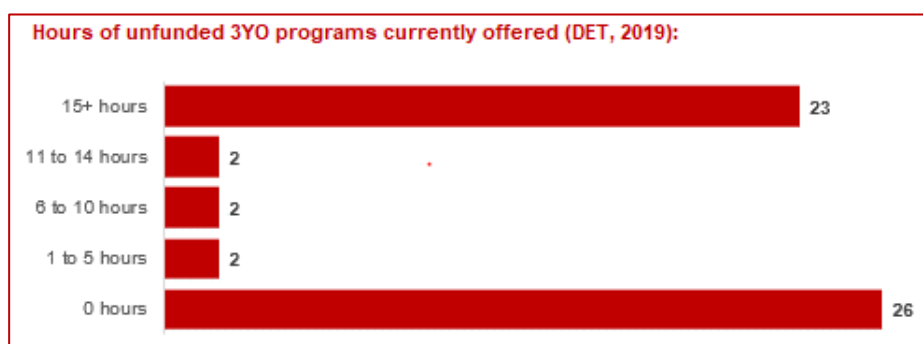 Hours of unfunded 3YO programs currently offered (DET, 2019):
15+ hours 23
11 to 14 hours 2
6 to 10 hours 2
1 to 5 hours 2
0 hours 26